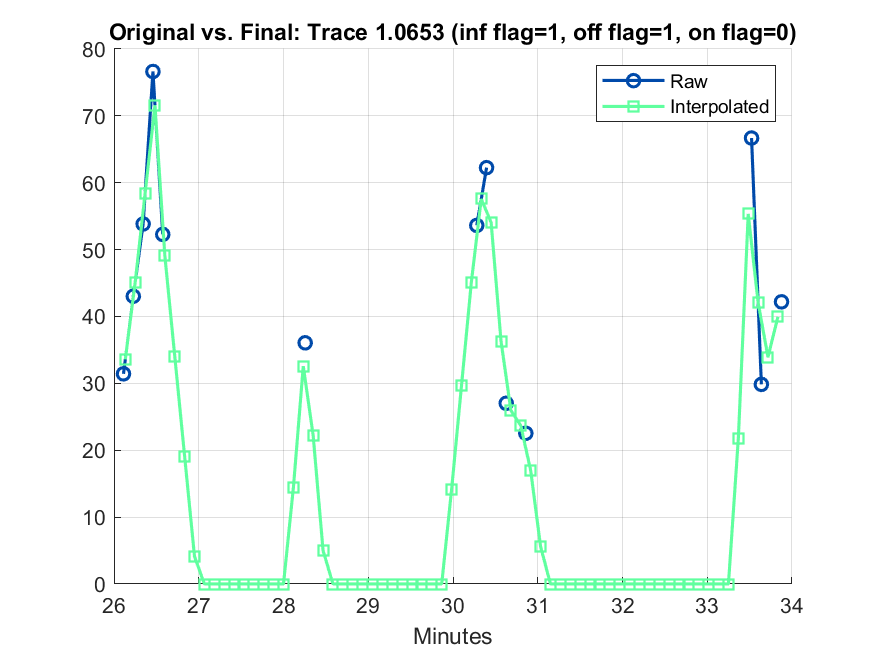 Original vs. Final: Trace 1.0653 (inf flag=1, off flag=1, on flag=0)
Raw
Interpolated
80
70
60
50
40
30
20
10
0
26 27 28 29 30 31 32 33 34
Minutes